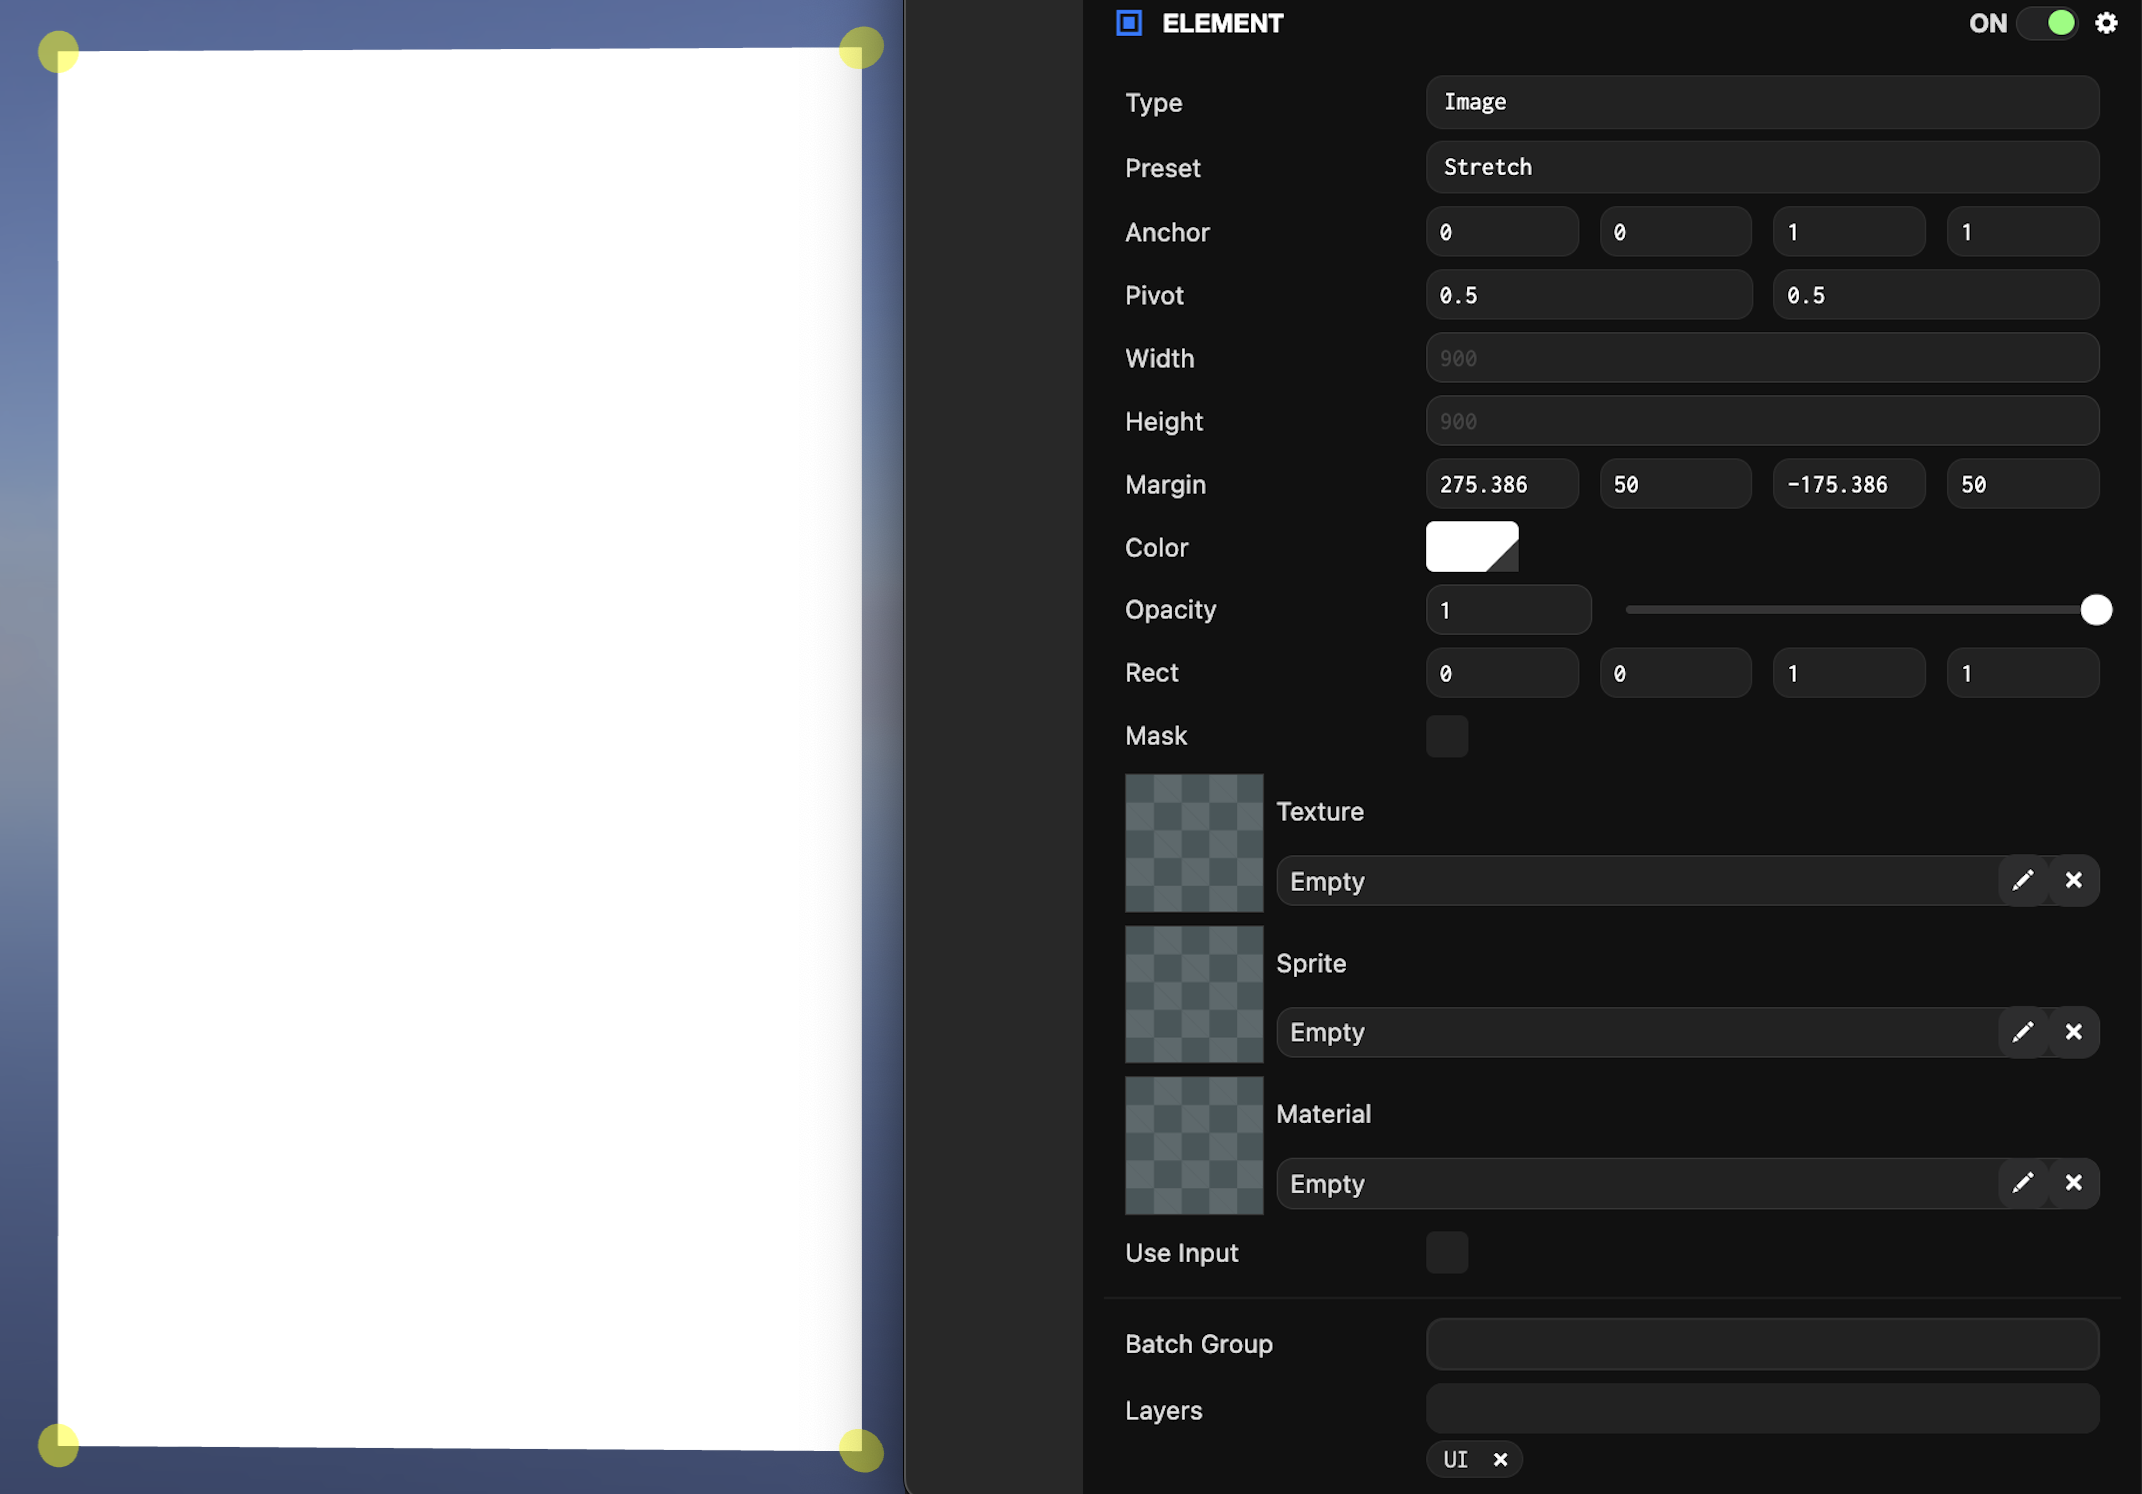 ELEMENT ON
Type Image
Preset Stretch
Anchor 0 0 1 1
Pivot 0.5 0.5
Width 900
Height 900
Margin 275.386 50 -175.386 50
Color
Opacity 1
Rect 0 0 1 1
Mask
Texture
Empty
Sprite
Empty
Material
Empty
Use Input
Batch Group
Layers
UI